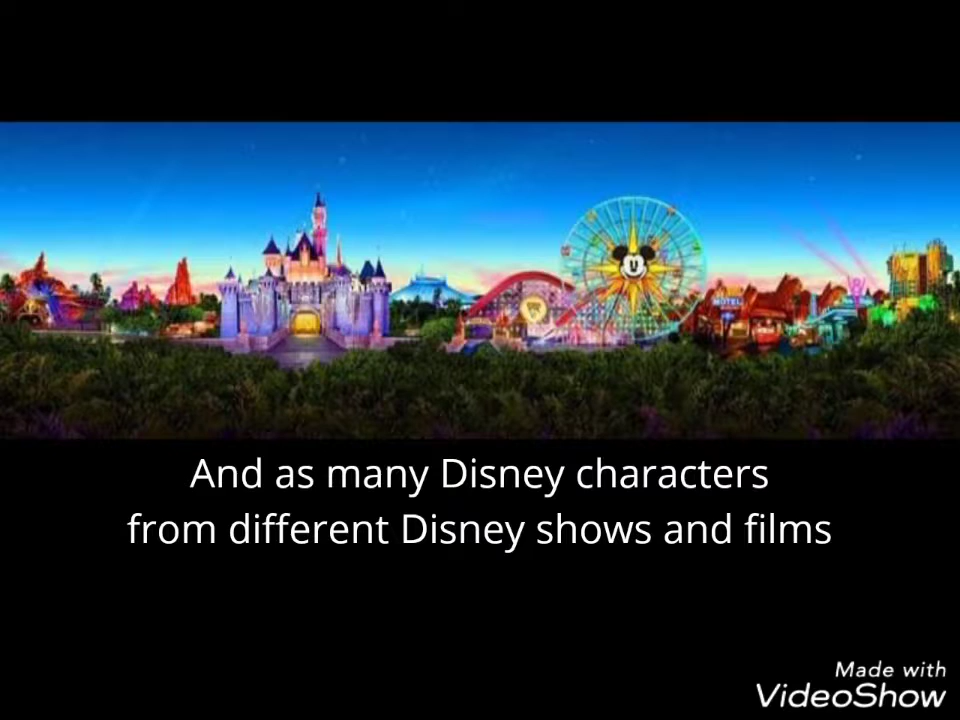 MOTEL
And as many Disney characters
from different Disney shows and films
Made with
VideoShow